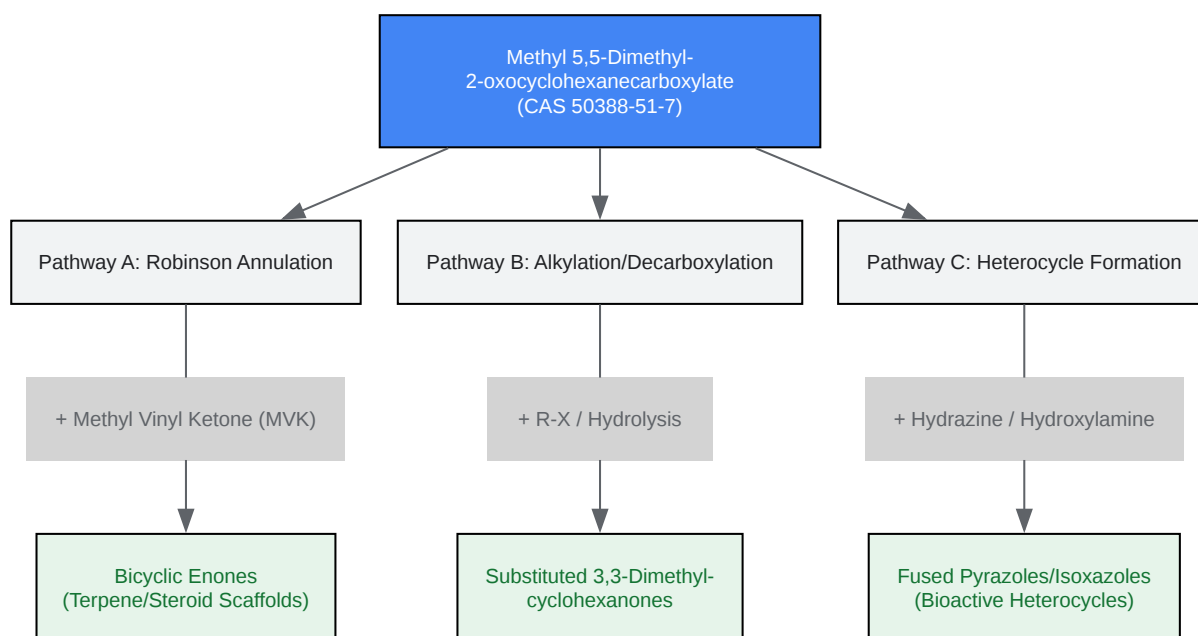 Methyl 5,5-Dimethyl-
2-oxocyclohexanecarboxylate
(CAS 50388-51-7)
Pathway A: Robinson Annulation
Pathway B: Alkylation/Decarboxylation
Pathway C: Heterocycle Formation
+ Methyl Vinyl Ketone (MVK)
+ R-X / Hydrolysis
+ Hydrazine / Hydroxylamine
Bicyclic Enones
(Terpene/Steroid Scaffolds)
Substituted 3,3-Dimethyl-
cyclohexanones
Fused Pyrazoles/Isoxazoles
(Bioactive Heterocycles)